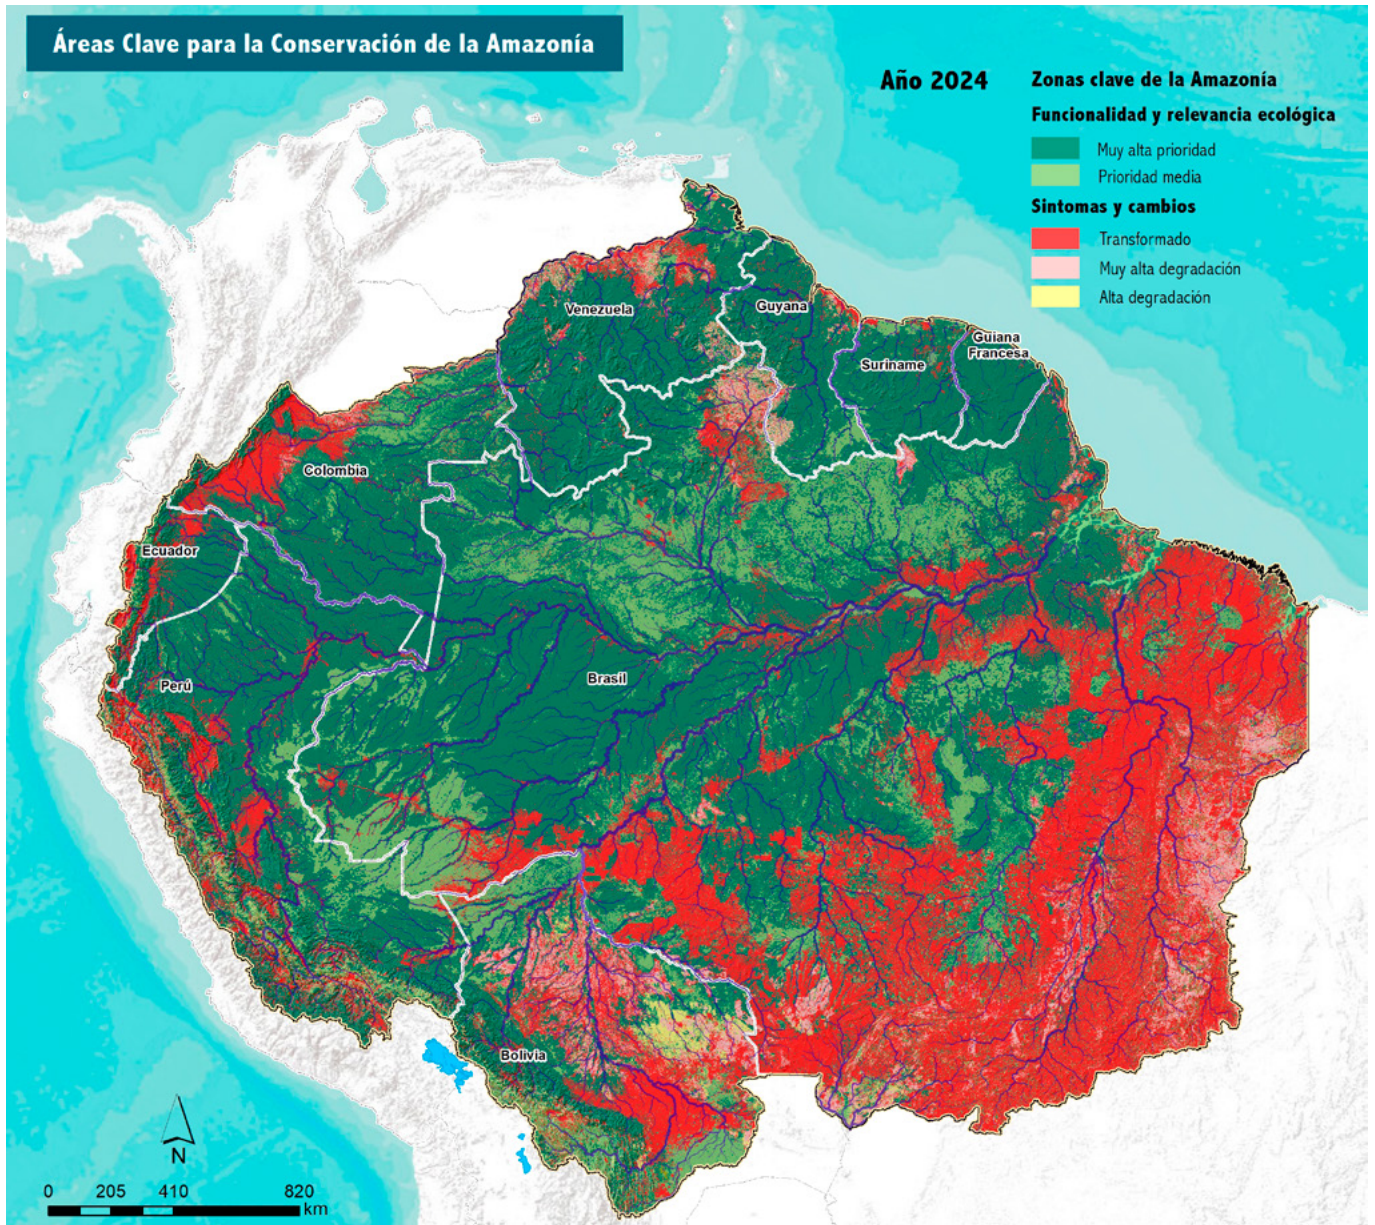 Áreas Clave para la Conservación de la Amazonía
Año 2024
Zonas clave de la Amazonía
Funcionalidad y relevancia ecológica
Muy alta prioridad
Prioridad media
Sintomas y cambios
Transformado
Muy alta degradación
Alta degradación
Venezuela
Guyana
Guiana
Francesa
Suriname
Colombia
Ecuador
Perú
Brasil
Bolivia
N
0 205 410 820
km